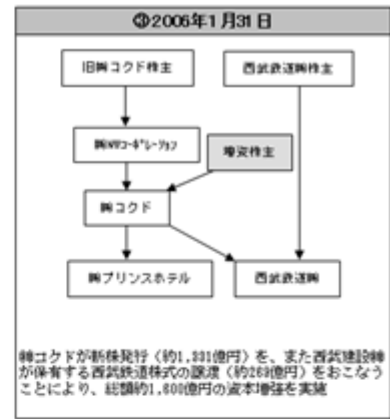 ③2006年1月31日
旧㈱コクド株主
西武鉄道㈱株主
㈱NWコーポレーション
増資株主
㈱コクド
㈱プリンスホテル
西武鉄道㈱
㈱コクドが新株発行（約1,331億円）を、また西武建設㈱
が保有する西武鉄道株式の譲渡（約269億円）をおこなう
ことにより、総額約1,600億円の資本増強を実施